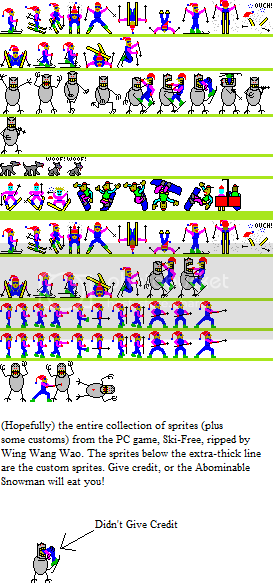 OUCH!
WOOF! WOOF!
OUCH!
(Hopefully) the entire collection of sprites (plus
some customs) from the PC game, Ski-Free, ripped by
Wing Wang Wao. The sprites below the extra-thick line
are the custom sprites. Give credit, or the Abominable
Snowman will eat you!
Didn't Give Credit